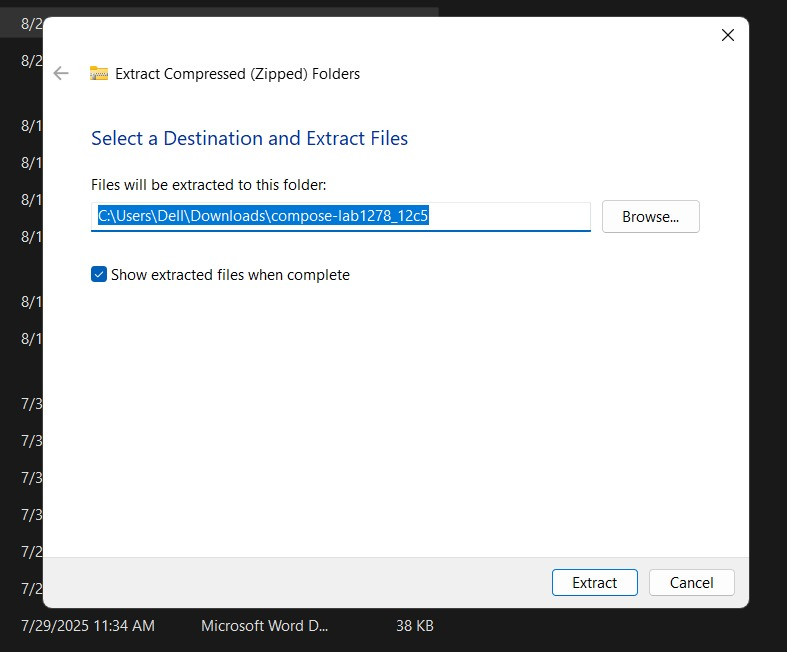 8/2
8/2
Extract Compressed (Zipped) Folders
8/1
Select a Destination and Extract Files
8/1
Files will be extracted to this folder:
8/1
C:\Users\Dell\Downloads\compose-lab1278_12c5
Browse...
8/1
Show extracted files when complete
8/1
8/1
7/3
7/3
7/3
7/3
7/2
7/2
Extract
Cancel
7/29/2025 11:34 AM Microsoft Word D... 38 KB